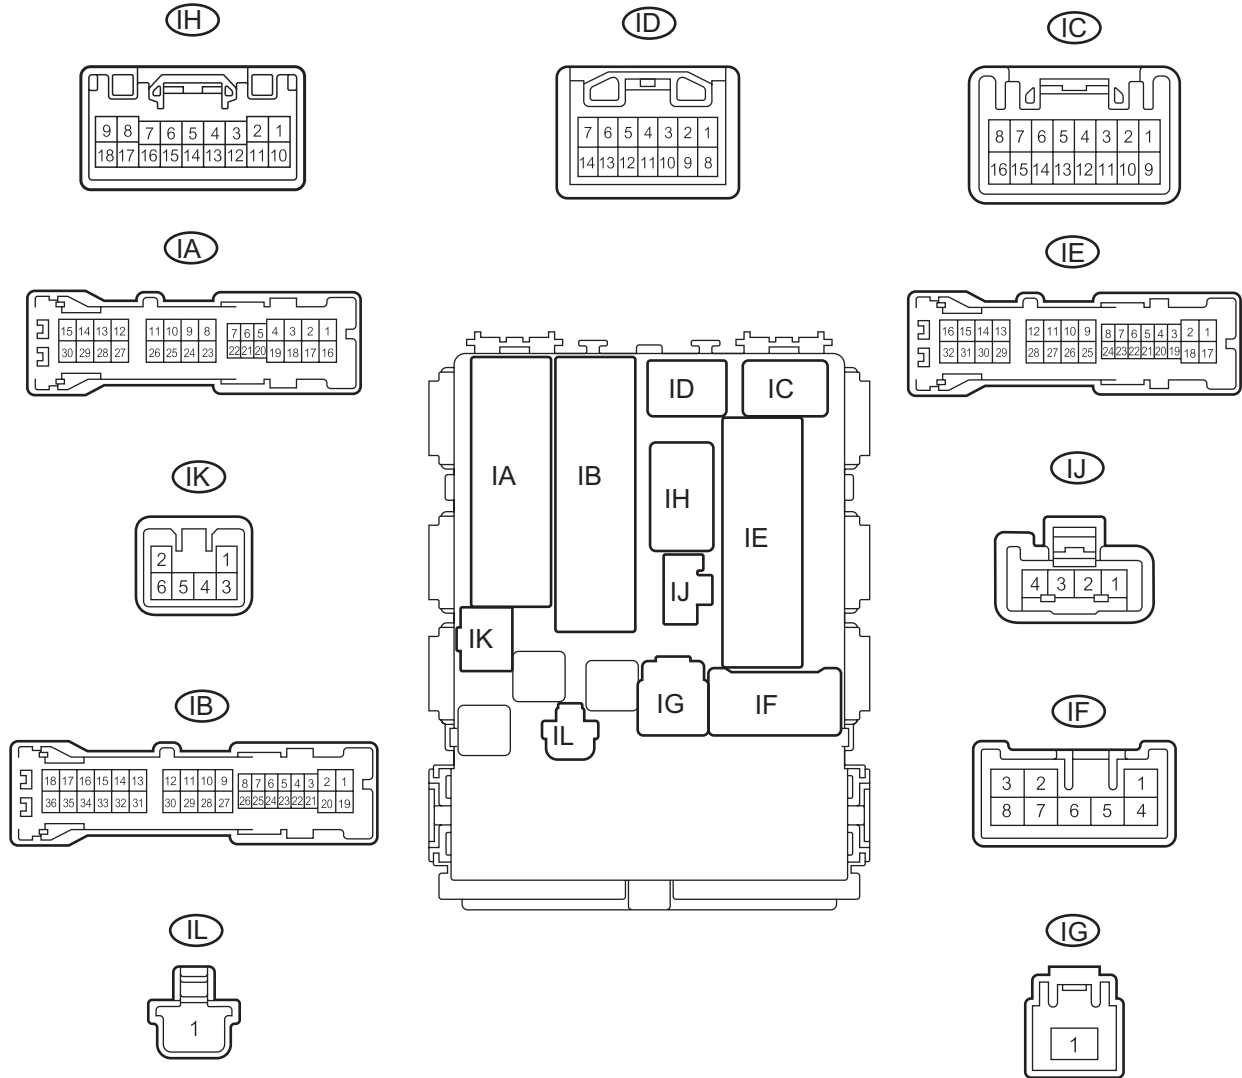 IH ID IC
9 8 7 6 5 4 3 2 1
18 17 16 15 14 13 12 11 10
7 6 5 4 3 2 1
14 13 12 11 10 9 8
8 7 6 5 4 3 2 1
16 15 14 13 12 11 10 9
IA IE
15 14 13 12 11 10 9 8 7 6 5 4 3 2 1
30 29 28 27 26 25 24 23 22 21 20 19 18 17 16
16 15 14 13 12 11 10 9 8 7 6 5 4 3 2 1
32 31 30 29 28 27 26 25 24 23 22 21 20 19 18 17
ID IC
IA IB IH IE
IJ
IK
IG IF
IL
IK IJ
2 1
6 5 4 3
4 3 2 1
IB IF
18 17 16 15 14 13 12 11 10 9 8 7 6 5 4 3 2 1
36 35 34 33 32 31 30 29 28 27 26 25 24 23 22 21 20 19
3 2 1
8 7 6 5 4
IL IG
1
1